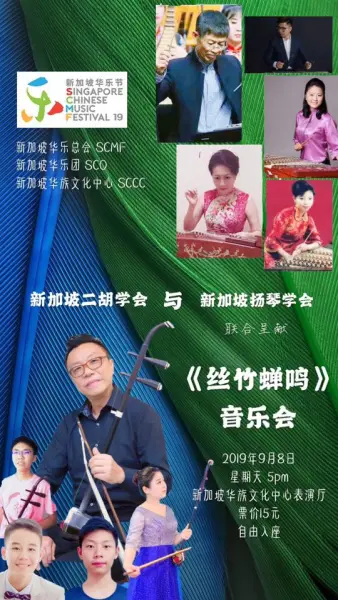 新加坡华乐节
SINGAPORE
CHINESE
MUSIC
FESTIVAL 19
新加坡华乐总会 SCMF
新加坡华乐团 SCO
新加坡华族文化中心 SCCC
新加坡二胡学会 与 新加坡扬琴学会
联合呈献
《丝竹蝉鸣》
音乐会
2019年9月8日
星期天 5pm
新加坡华族文化中心表演厅
票价15元
自由入座